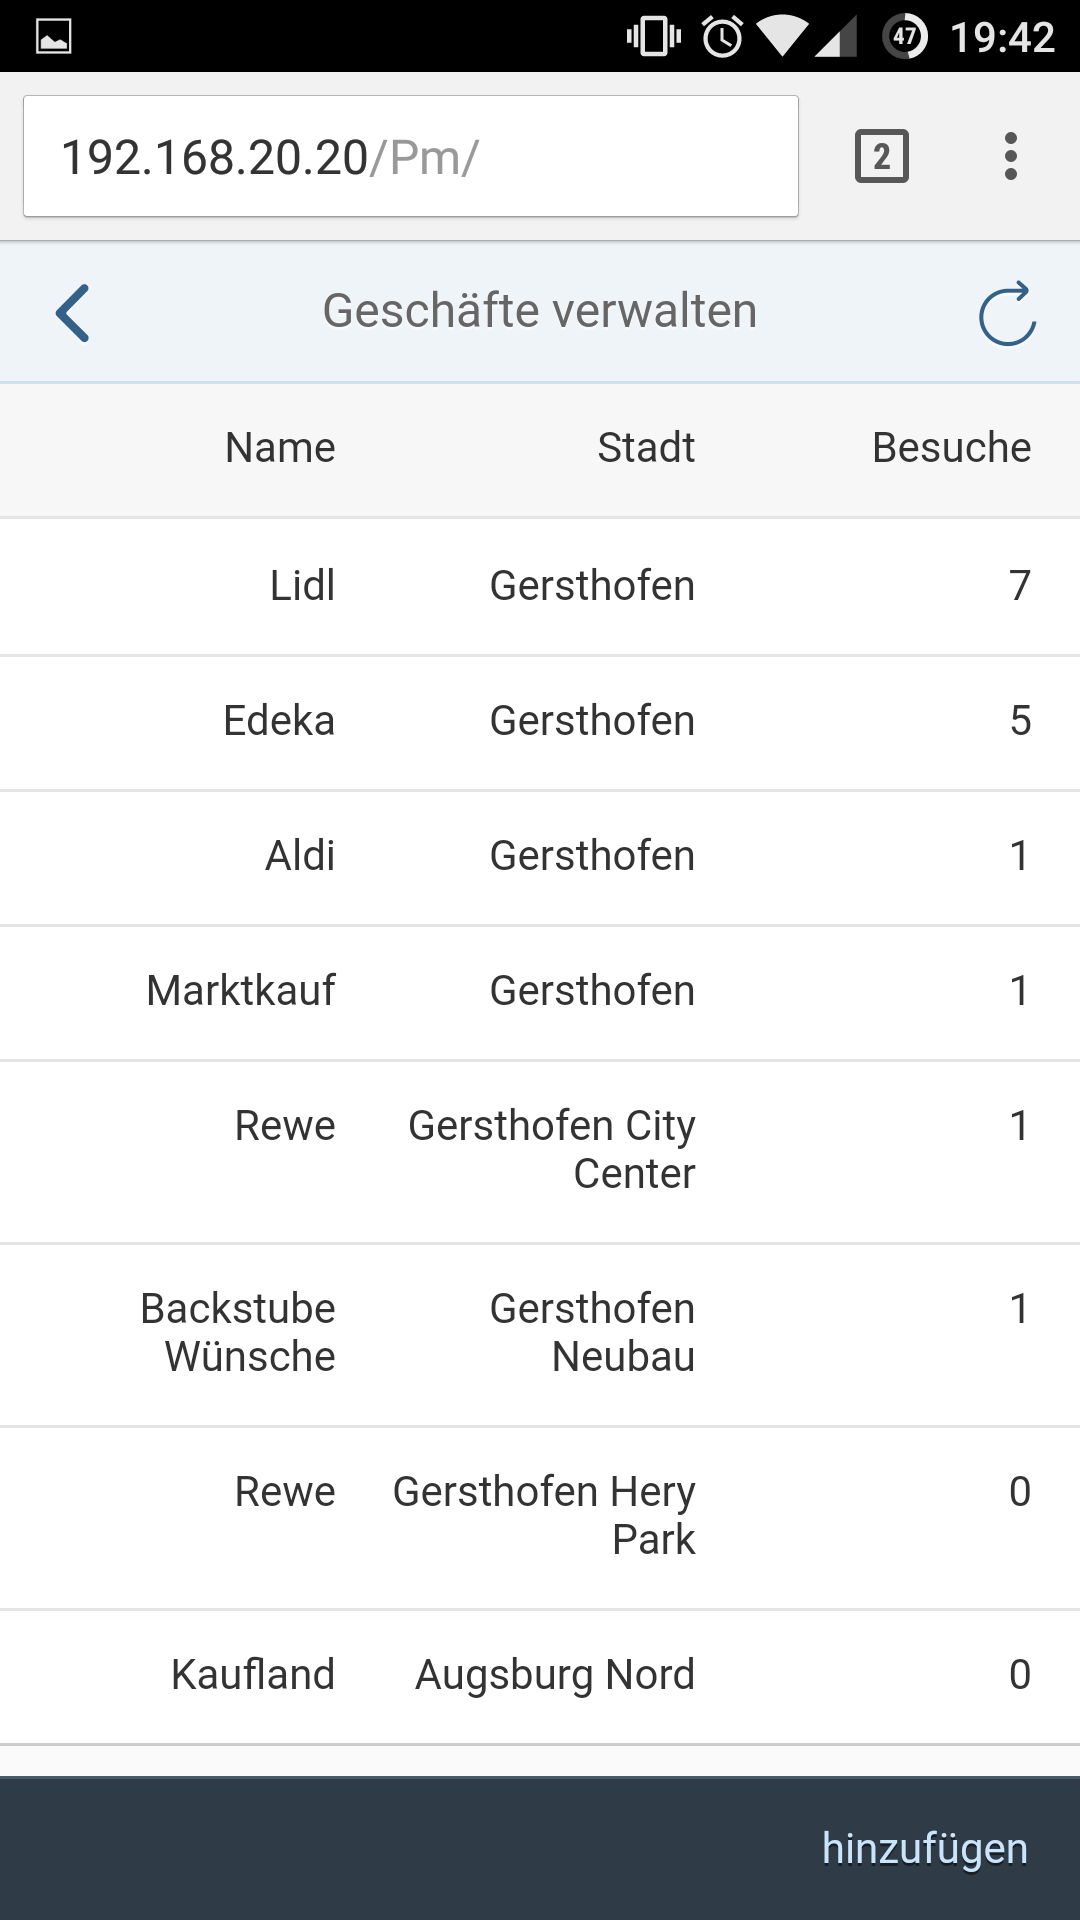 47 19:42
192.168.20.20/Pm/ 2
Geschäfte verwalten
Name Stadt Besuche
Lidl Gersthofen 7
Edeka Gersthofen 5
Aldi Gersthofen 1
Marktkauf Gersthofen 1
Rewe Gersthofen City 1
Center
Backstube Gersthofen 1
Wünsche Neubau
Rewe Gersthofen Hery 0
Park
Kaufland Augsburg Nord 0
hinzufügen